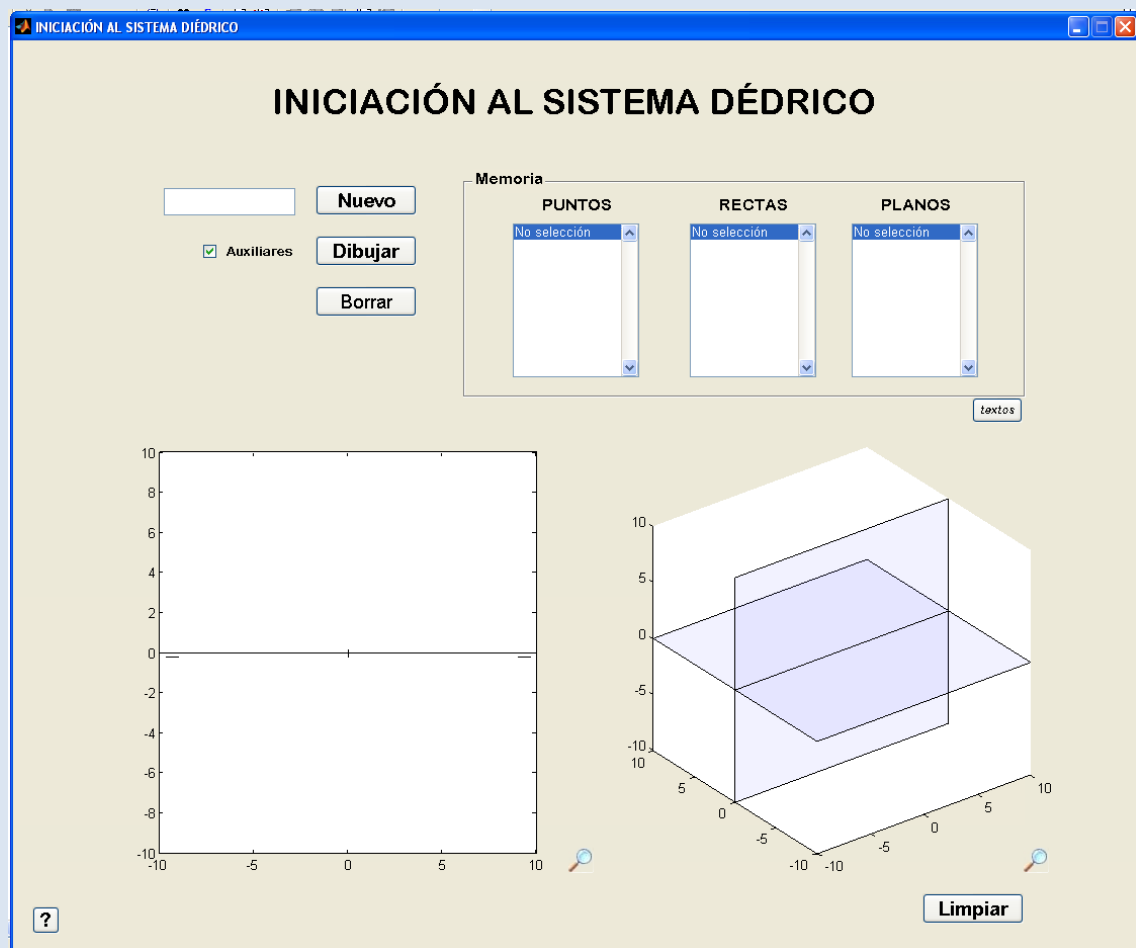 INICIACIÓN AL SISTEMA DIÉDRICO
INICIACIÓN AL SISTEMA DÉDRICO
Nuevo
Auxiliares
Dibujar
Borrar
Memoria
PUNTOS
RECTAS
PLANOS
No selección
No selección
No selección
textos
10
8
6
4
2
0
-2
-4
-6
-8
-10
-10
-5
0
5
10
10
5
0
-5
-10
10
5
0
-5
-10
-10
-5
0
5
10
Limpiar
?